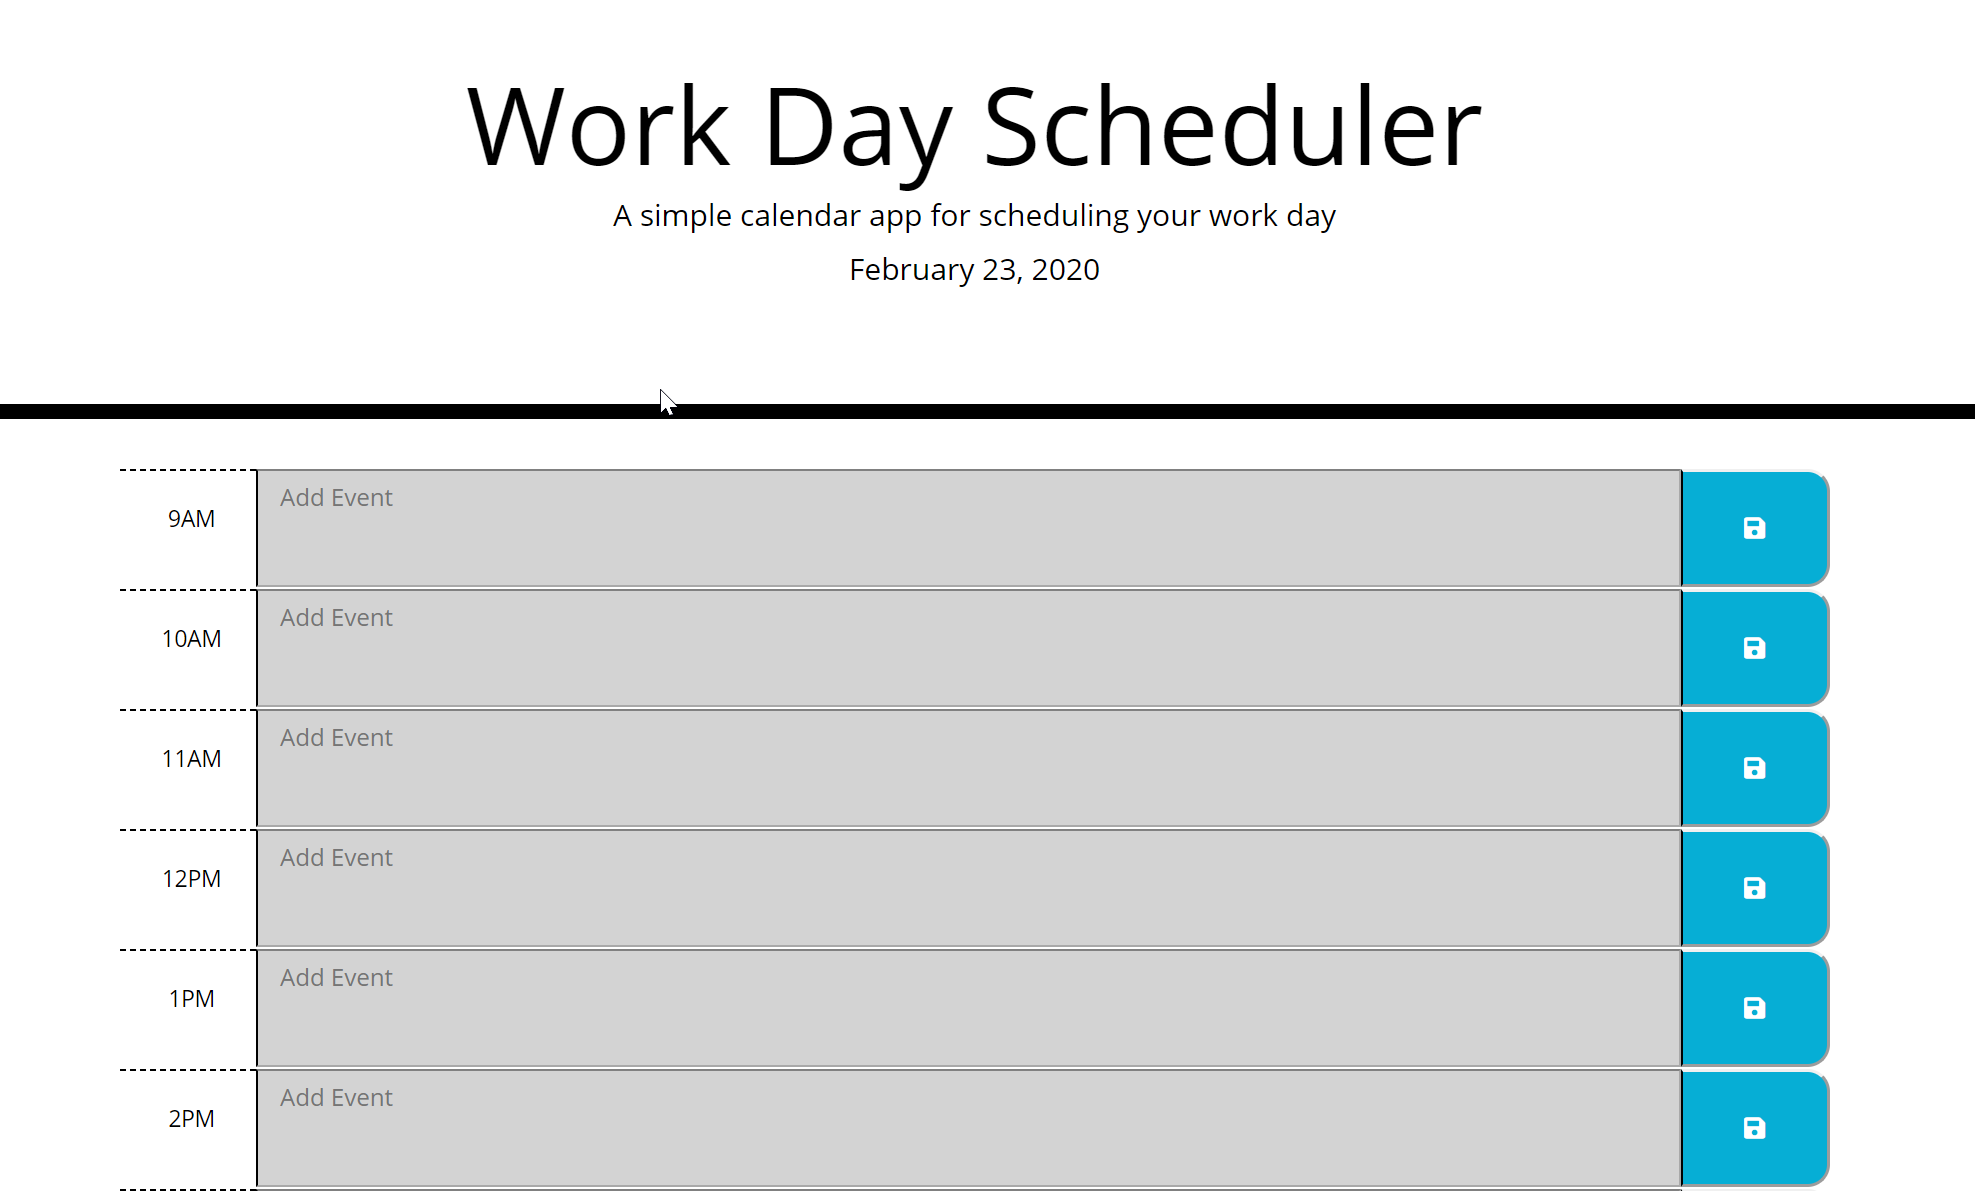 Work Day Scheduler
A simple calendar app for scheduling your work day
February 23, 2020
9AM
Add Event
10AM
Add Event
11AM
Add Event
12PM
Add Event
1PM
Add Event
2PM
Add Event